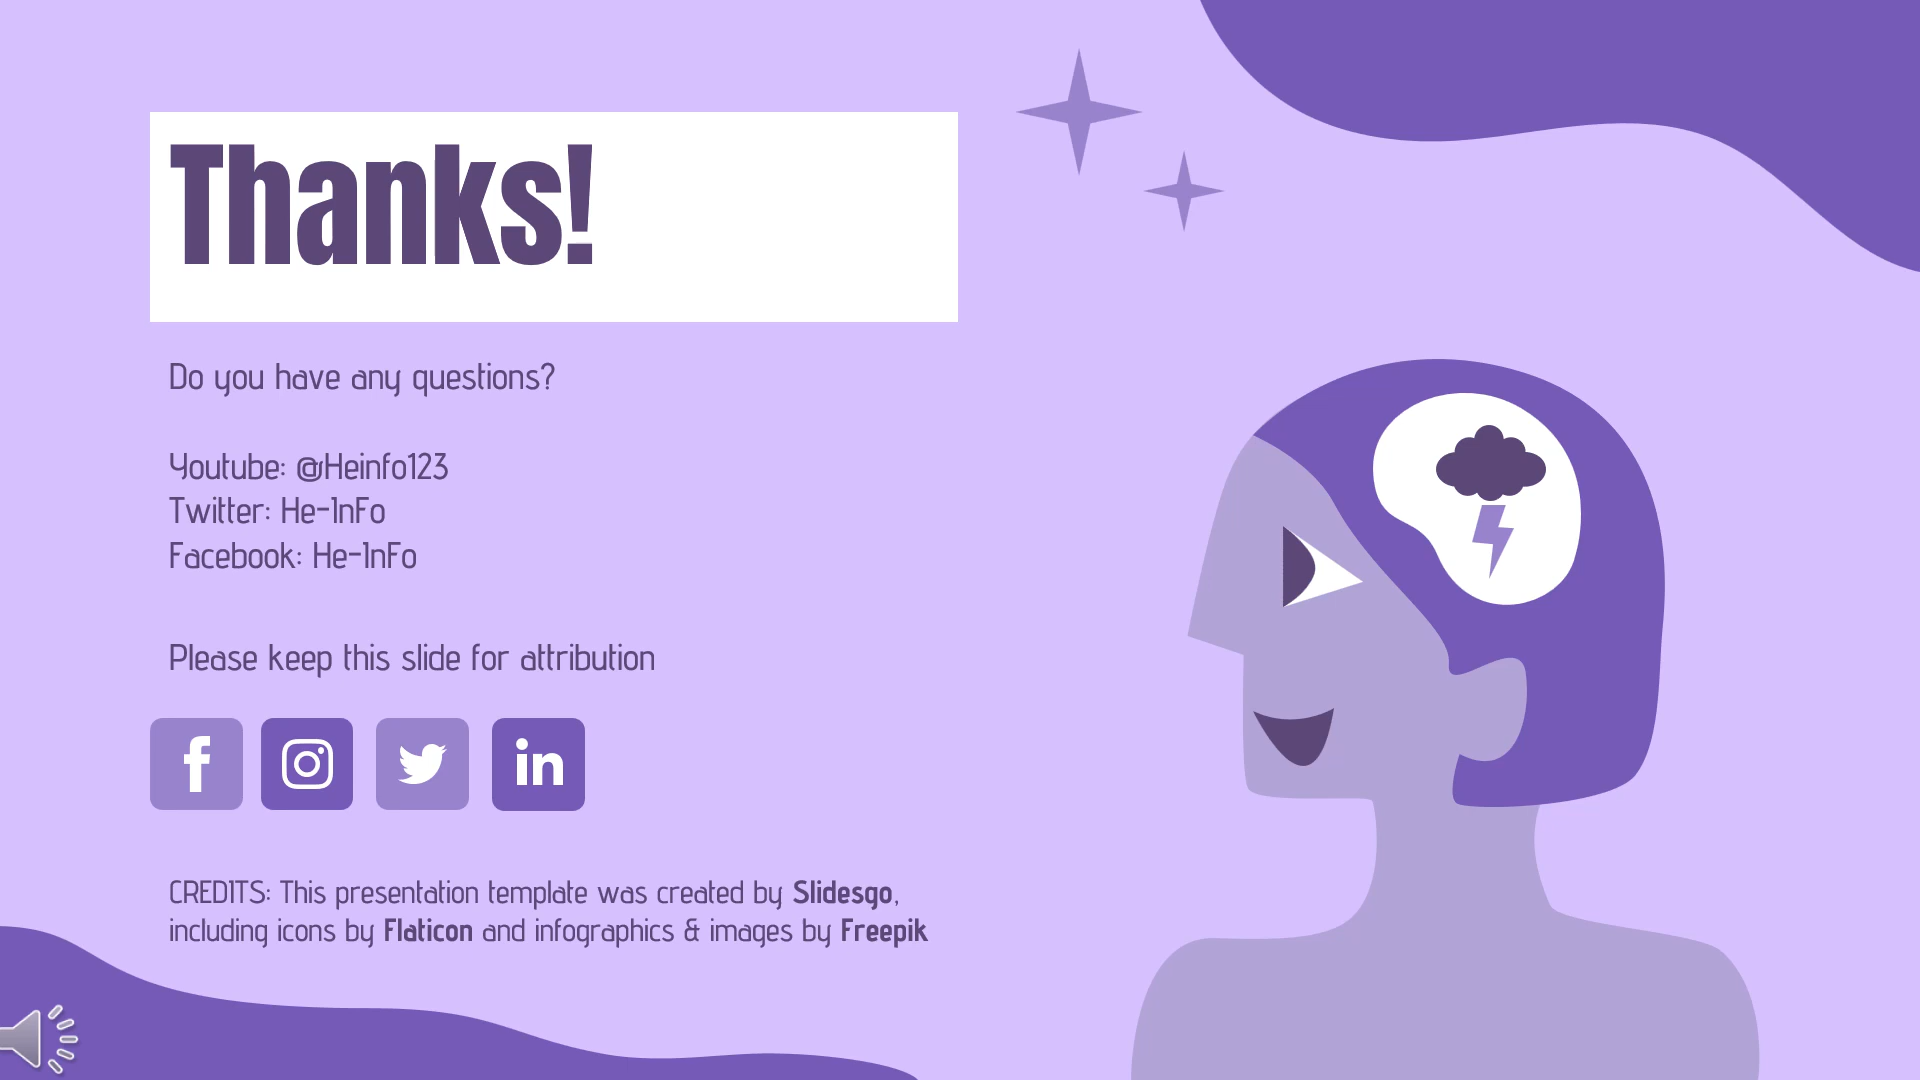 Thanks!
Do you have any questions?
Youtube: @Heinfo123
Twitter: He-InFo
Facebook: He-InFo
Please keep this slide for attribution
CREDITS: This presentation template was created by Slidesgo,
including icons by Flaticon and infographics & images by Freepik